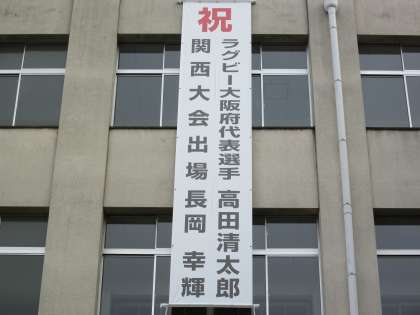 祝
ラグビー大阪府代表選手 高田清太郎
関西大会出場 長岡 幸輝